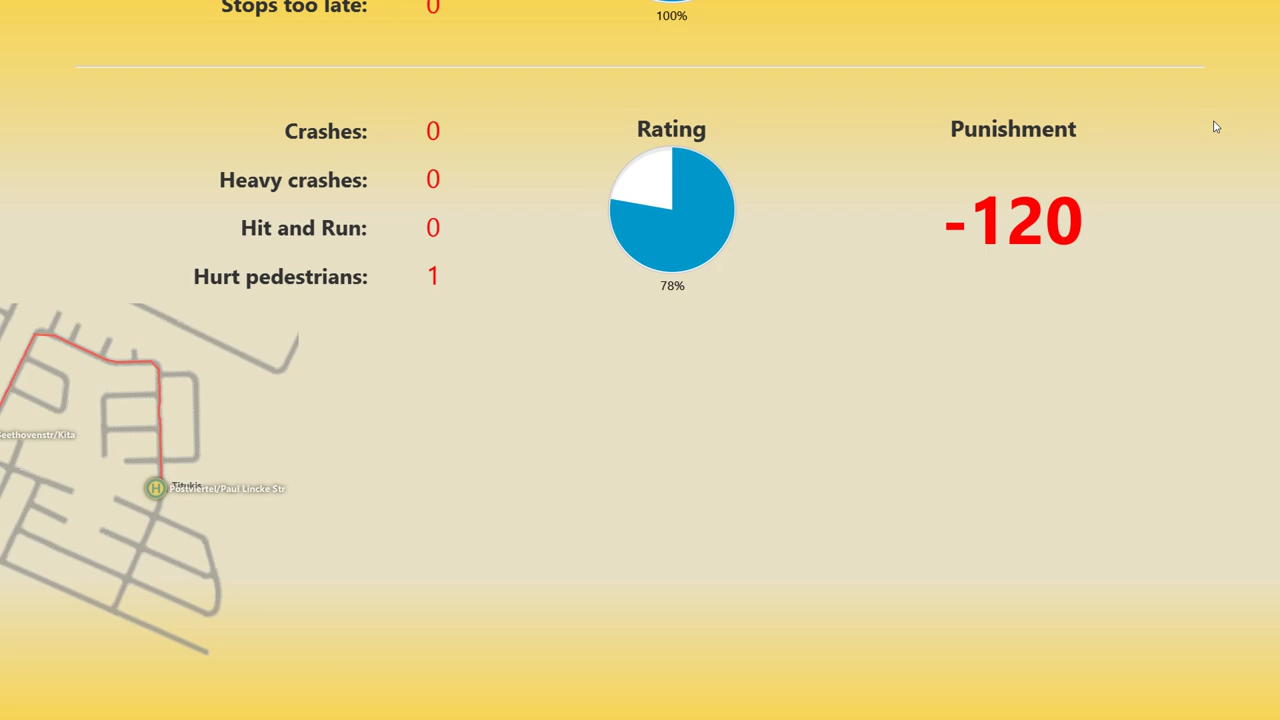 Stops too late: 0
100%
Crashes: 0
Rating
Punishment
Heavy crashes: 0
-120
Hit and Run: 0
Hurt pedestrians: 1
78%
Beethovenstr/Kita
H Postviertel/Paul Lincke Str